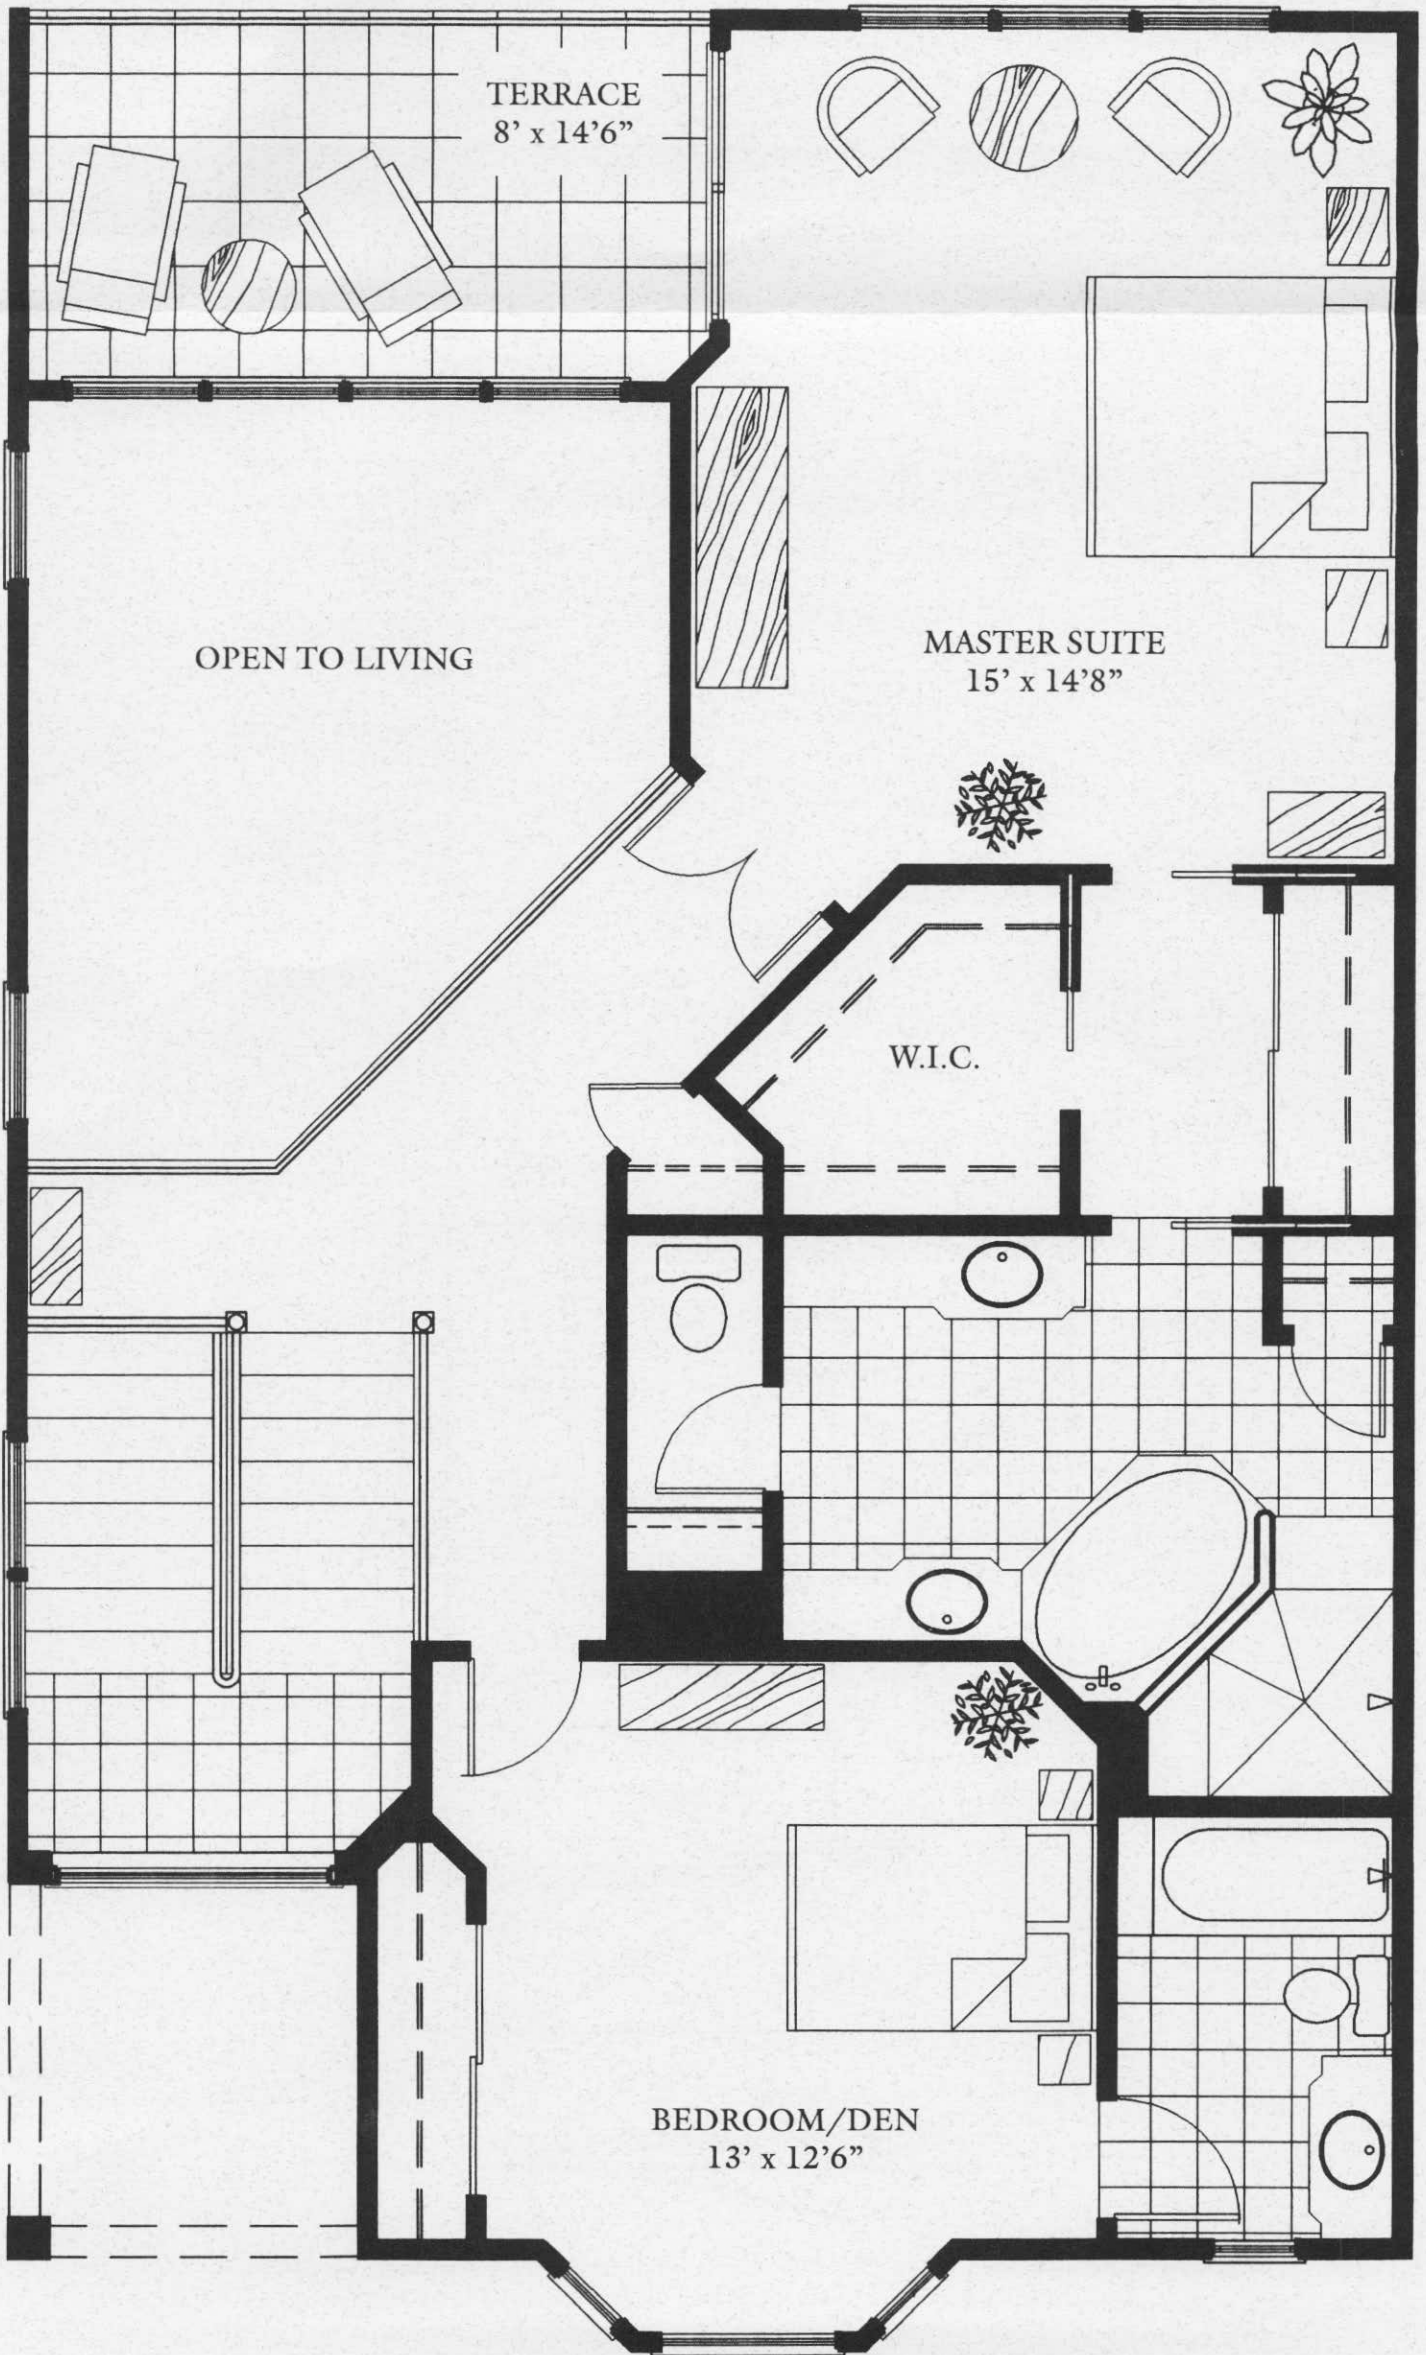 TERRACE
8' x 14'6”
OPEN TO LIVING
MASTER SUITE
15' x 14'8”
W.I.C.
BEDROOM/DEN
13' x 12'6”